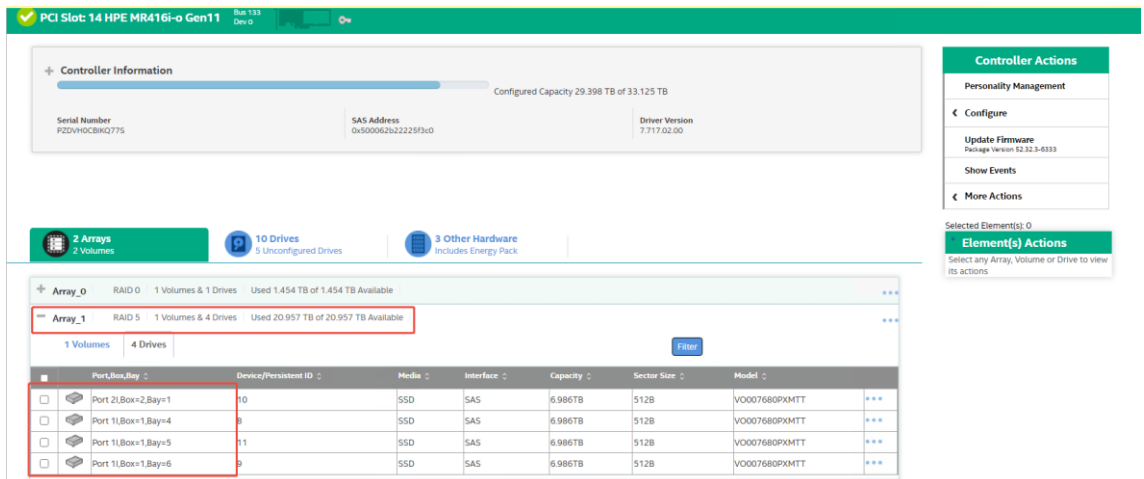 PCI Slot: 14 HPE MR416i-o Gen11
Bus 133
Dev 0
Controller Information
Configured Capacity 29.398 TB of 33.125 TB
Serial Number
PZDVH0CBIKQ77S
SAS Address
0x500062b22225f3c0
Driver Version
7.717.02.00
Controller Actions
Personality Management
Configure
Update Firmware
Package Version 52.32.3-6333
Show Events
More Actions
Selected Element(s): 0
Element(s) Actions
Select any Array, Volume or Drive to view
its actions
2 Arrays
2 Volumes
10 Drives
5 Unconfigured Drives
3 Other Hardware
Includes Energy Pack
Array_0 RAID 0 1 Volumes & 1 Drives Used 1.454 TB of 1.454 TB Available
Array_1 RAID 5 1 Volumes & 4 Drives Used 20.957 TB of 20.957 TB Available
1 Volumes 4 Drives Filter
Port,Box,Bay Device/Persistent ID Media Interface Capacity Sector Size Model
Port 2I,Box=2,Bay=1 10 SSD SAS 6.986TB 512B VO007680PXMTT
Port 1I,Box=1,Bay=4 8 SSD SAS 6.986TB 512B VO007680PXMTT
Port 1I,Box=1,Bay=5 11 SSD SAS 6.986TB 512B VO007680PXMTT
Port 1I,Box=1,Bay=6 9 SSD SAS 6.986TB 512B VO007680PXMTT